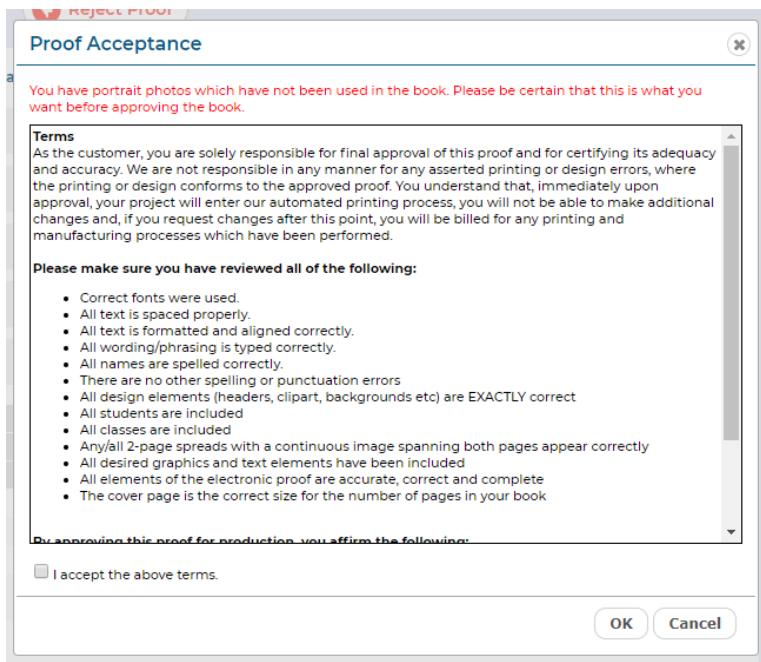 Reject Proof
Proof Acceptance
a
You have portrait photos which have not been used in the book. Please be certain that this is what you
want before approving the book.
Terms
As the customer, you are solely responsible for final approval of this proof and for certifying its adequacy
and accuracy. We are not responsible in any manner for any asserted printing or design errors, where
the printing or design conforms to the approved proof. You understand that, immediately upon
approval, your project will enter our automated printing process, you will not be able to make additional
changes and, if you request changes after this point, you will be billed for any printing and
manufacturing processes which have been performed.
Please make sure you have reviewed all of the following:
• Correct fonts were used.
• All text is spaced properly.
• All text is formatted and aligned correctly.
• All wording/phrasing is typed correctly.
• All names are spelled correctly.
• There are no other spelling or punctuation errors
• All design elements (headers, clipart, backgrounds etc) are EXACTLY correct
• All students are included
• All classes are included
• Any/all 2-page spreads with a continuous image spanning both pages appear correctly
• All desired graphics and text elements have been included
• All elements of the electronic proof are accurate, correct and complete
• The cover page is the correct size for the number of pages in your book
By approving this proof for production, you affirm the following:
I accept the above terms.
OK Cancel